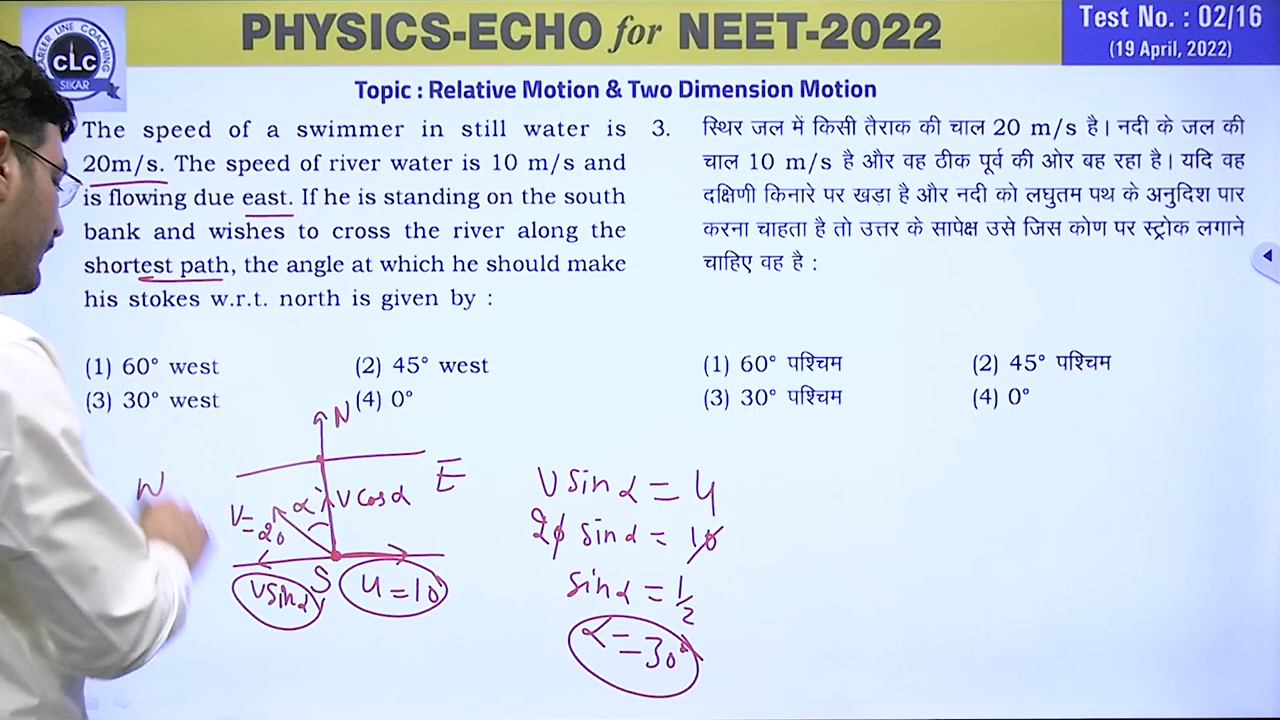 PHYSICS-ECHO for NEET-2022
Test No. : 02/16
(19 April, 2022)
CAREER LINE COACHING
CLC
SIKAR
Topic : Relative Motion & Two Dimension Motion
The speed of a swimmer in still water is
20m/s. The speed of river water is 10 m/s and
is flowing due east. If he is standing on the south
bank and wishes to cross the river along the
shortest path, the angle at which he should make
his stokes w.r.t. north is given by :
(1) 60° west (2) 45° west
(3) 30° west (4) 0°
3. स्थिर जल में किसी तैराक की चाल 20 m/s है। नदी के जल की
चाल 10 m/s है और वह ठीक पूर्व की ओर बह रहा है। यदि वह
दक्षिणी किनारे पर खड़ा है और नदी को लघुतम पथ के अनुदिश पार
करना चाहता है तो उत्तर के सापेक्ष उसे जिस कोण पर स्ट्रोक लगाने
चाहिए वह है :
(1) 60° पश्चिम (2) 45° पश्चिम
(3) 30° पश्चिम (4) 0°
N
W
E
V=20
α
V cos α
S
V sin α
u = 10
V sin α = u
20 sin α = 10
sin α = 1/2
α = 30°